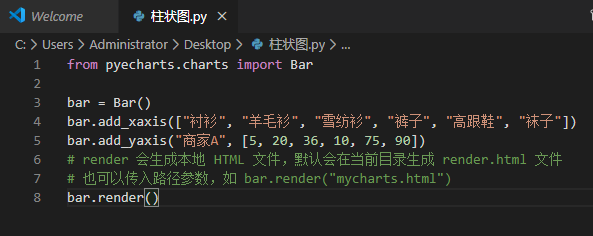 Welcome
柱状图.py ×
C: > Users > Administrator > Desktop > 柱状图.py > ...
1 from pyecharts.charts import Bar
2
3 bar = Bar()
4 bar.add_xaxis(["衬衫", "羊毛衫", "雪纺衫", "裤子", "高跟鞋", "袜子"])
5 bar.add_yaxis("商家A", [5, 20, 36, 10, 75, 90])
6 # render 会生成本地 HTML 文件，默认会在当前目录生成 render.html 文件
7 # 也可以传入路径参数，如 bar.render("mycharts.html")
8 bar.render()